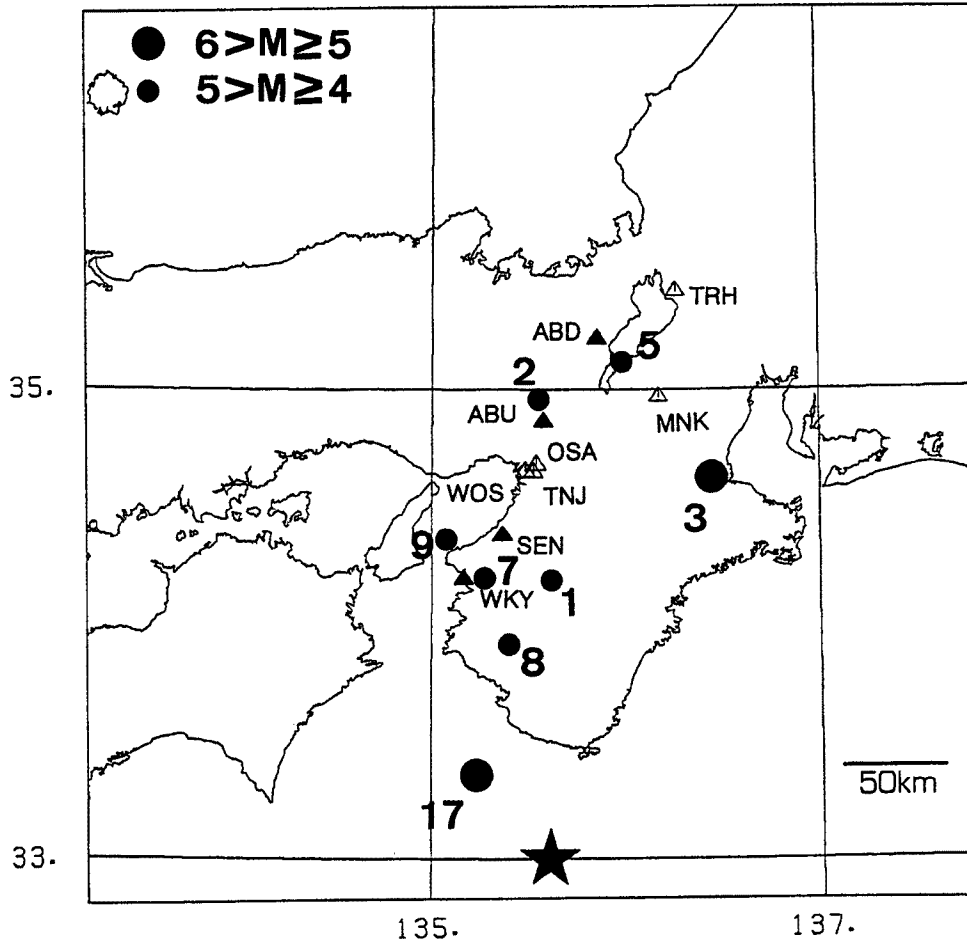 6>M≥5
5>M≥4
TRH
ABD
5
2
35.
ABU
MNK
OSA
WOS
TNJ
3
9
SEN
7
WKY
1
8
50km
17
33.
135.
137.